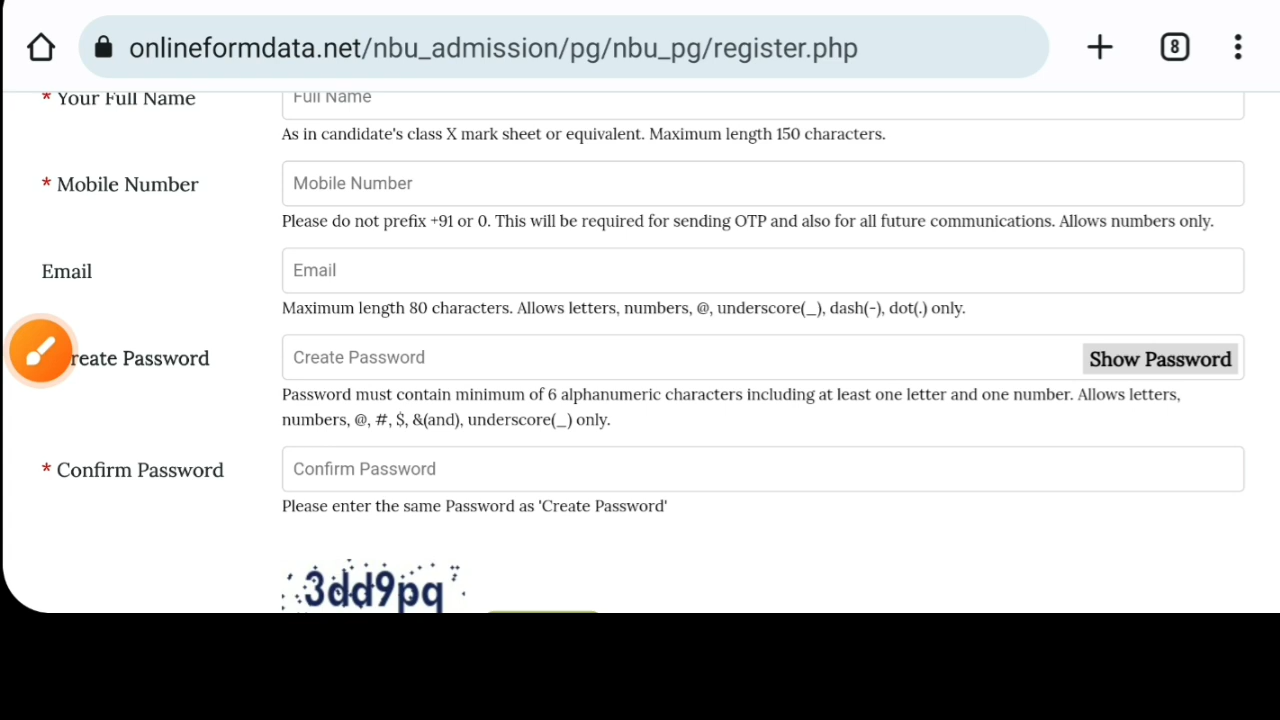 onlineformdata.net/nbu_admission/pg/nbu_pg/register.php
8
* Your Full Name
Full Name
As in candidate's class X mark sheet or equivalent. Maximum length 150 characters.
* Mobile Number
Mobile Number
Please do not prefix +91 or 0. This will be required for sending OTP and also for all future communications. Allows numbers only.
Email
Email
Maximum length 80 characters. Allows letters, numbers, @, underscore(_), dash(-), dot(.) only.
reate Password
Create Password
Show Password
Password must contain minimum of 6 alphanumeric characters including at least one letter and one number. Allows letters,
numbers, @, #, $, &(and), underscore(_) only.
* Confirm Password
Confirm Password
Please enter the same Password as 'Create Password'
3dd9pq